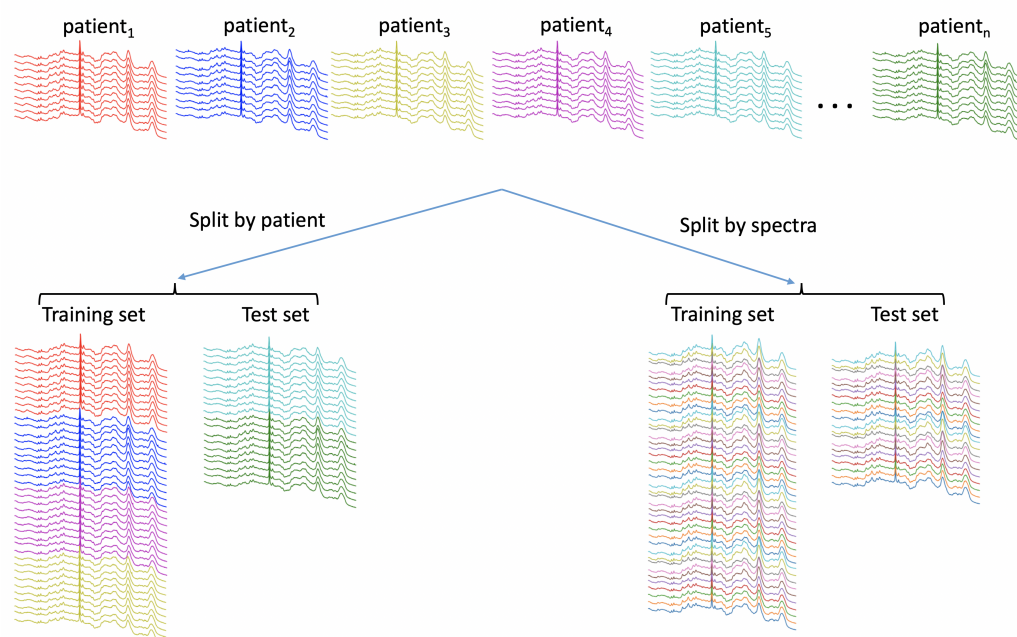 patient₁ patient₂ patient₃ patient₄ patient₅ patientₙ
...
Split by patient
Split by spectra
Training set Test set
Training set Test set